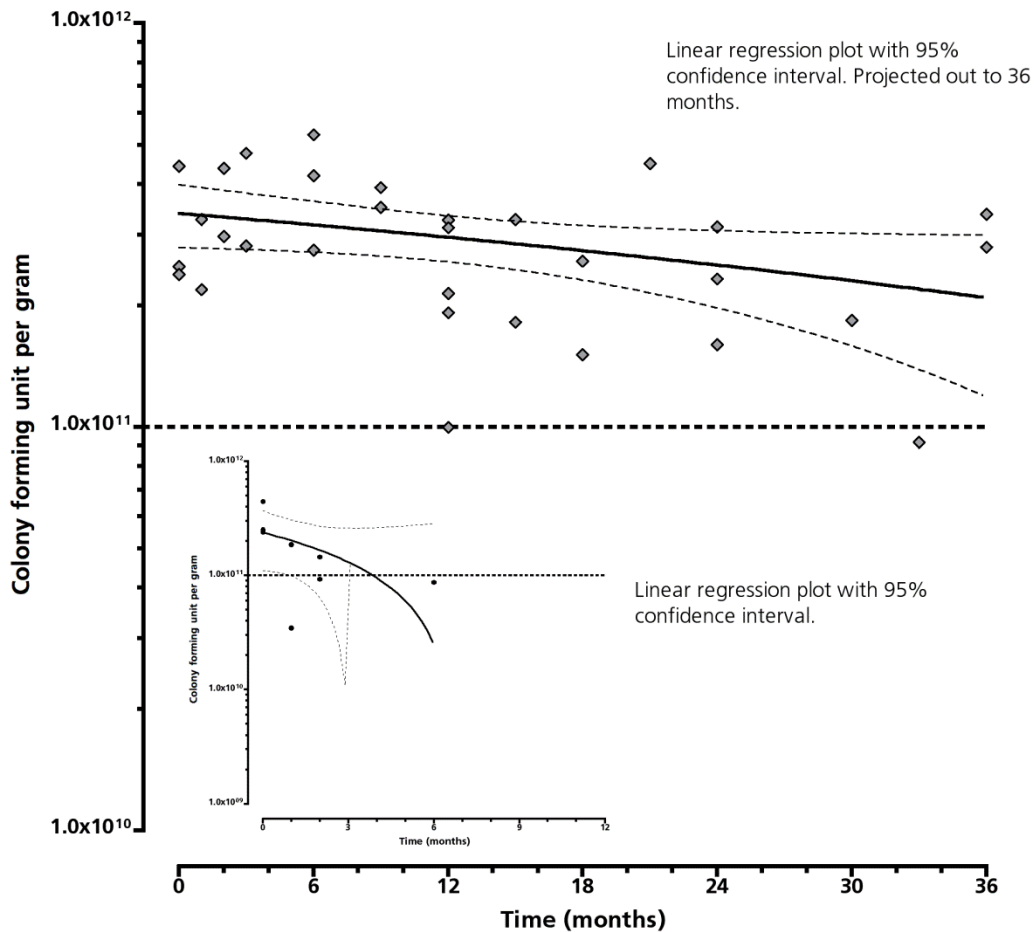 1.0x10¹²
Linear regression plot with 95%
confidence interval. Projected out to 36
months.
Colony forming unit per gram
1.0x10¹¹
1.0x10¹²
Colony forming unit per gram
1.0x10¹¹
Linear regression plot with 95%
confidence interval.
1.0x10¹⁰
1.0x10⁰⁹
0 3 6 9 12
Time (months)
1.0x10¹⁰
0 6 12 18 24 30 36
Time (months)